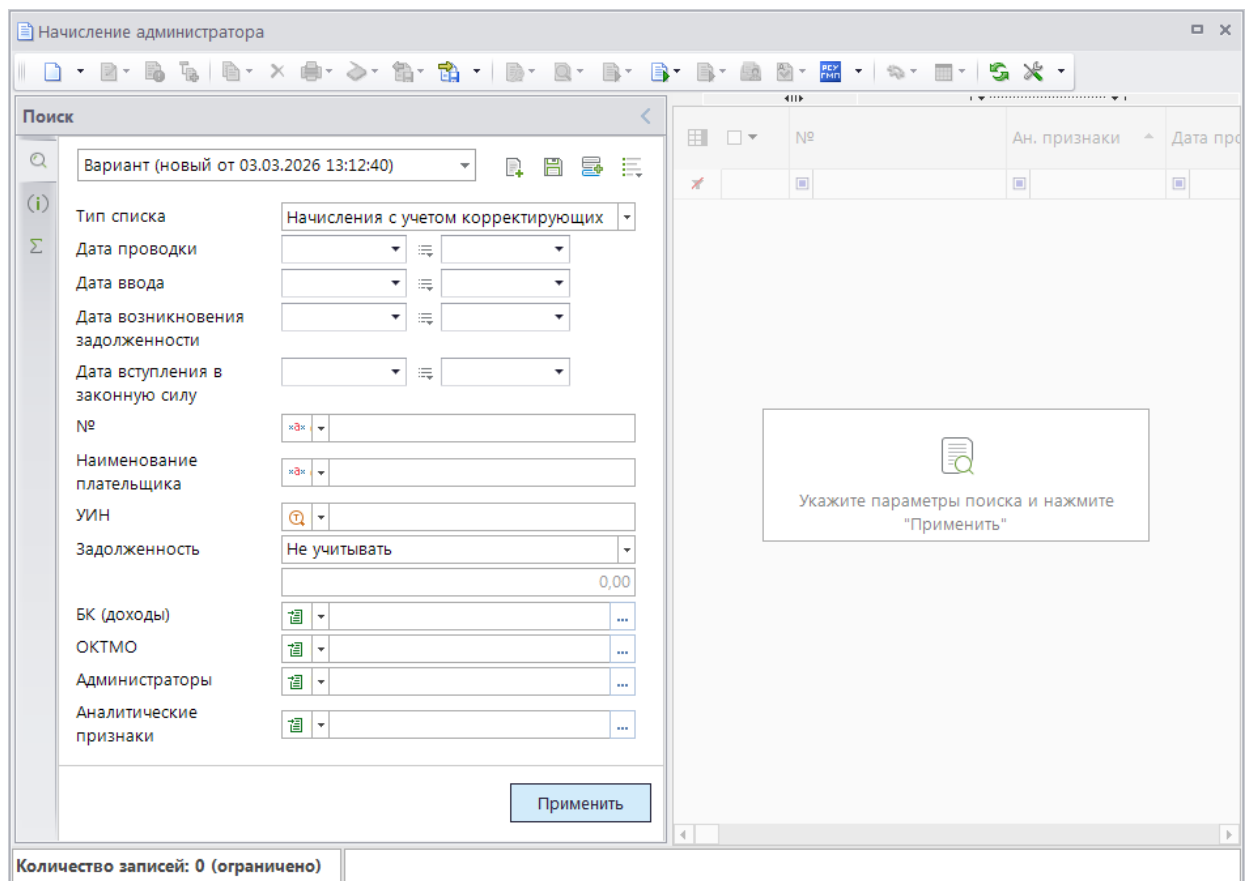 Начисление администратора
РСУ
ГМП
Поиск
Вариант (новый от 03.03.2026 13:12:40)
Тип списка
Начисления с учетом корректирующих
Дата проводки
Дата ввода
Дата возникновения
задолженности
Дата вступления в
законную силу
№
Наименование
плательщика
УИН
Задолженность
Не учитывать
0,00
БК (доходы)
ОКТМО
Администраторы
Аналитические
признаки
Применить
№
Ан. признаки
Дата про
Укажите параметры поиска и нажмите
"Применить"
Количество записей: 0 (ограничено)